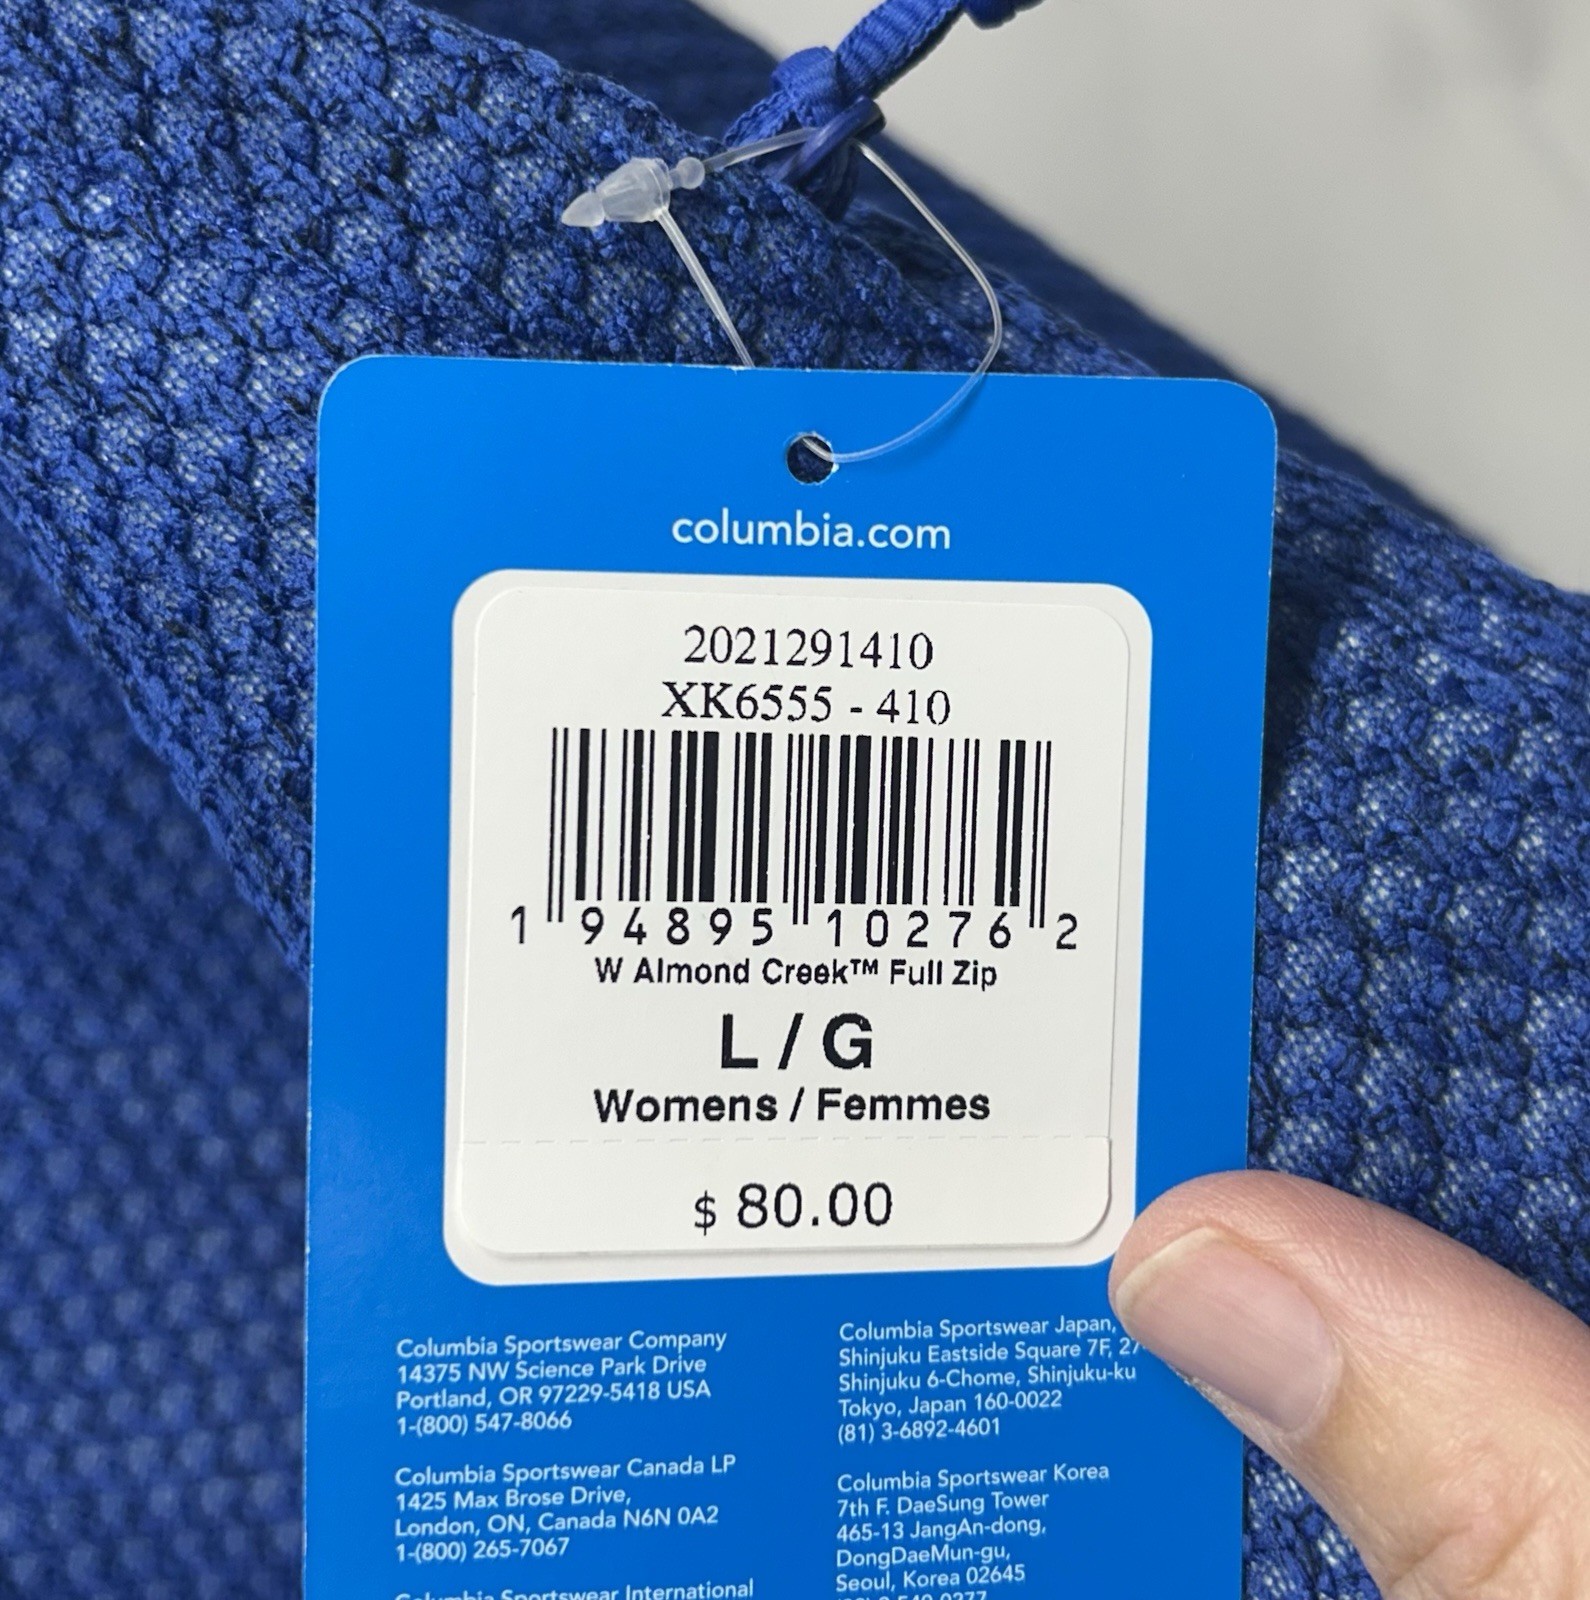 columbia.com
2021291410
XK6555 - 410
1 94895 10276 2
W Almond Creek™ Full Zip
L / G
Womens / Femmes
$ 80.00
Columbia Sportswear Company
14375 NW Science Park Drive
Portland, OR 97229-5418 USA
1-(800) 547-8066
Columbia Sportswear Canada LP
1425 Max Brose Drive,
London, ON, Canada N6N 0A2
1-(800) 265-7067
Columbia Sportswear International
Columbia Sportswear Japan,
Shinjuku Eastside Square 7F, 27
Shinjuku 6-Chome, Shinjuku-ku
Tokyo, Japan 160-0022
(81) 3-6892-4601
Columbia Sportswear Korea
7th F. DaeSung Tower
465-13 JangAn-dong,
DongDaeMun-gu,
Seoul, Korea 02645